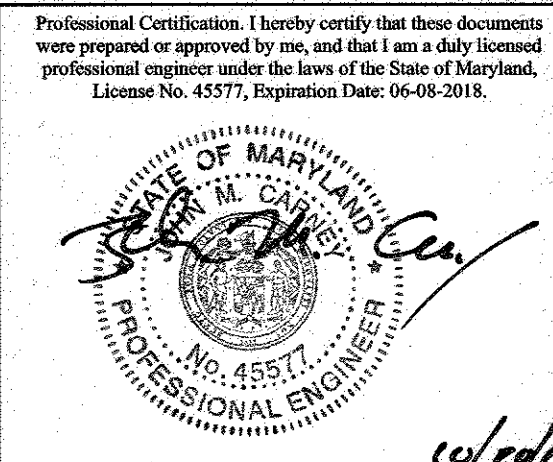 Professional Certification. I hereby certify that these documents
were prepared or approved by me, and that I am a duly licensed
professional engineer under the laws of the State of Maryland,
License No. 45577, Expiration Date: 06-08-2018.
STATE OF MARYLAND
JOHN M. CARNEY
No. 45577
PROFESSIONAL ENGINEER